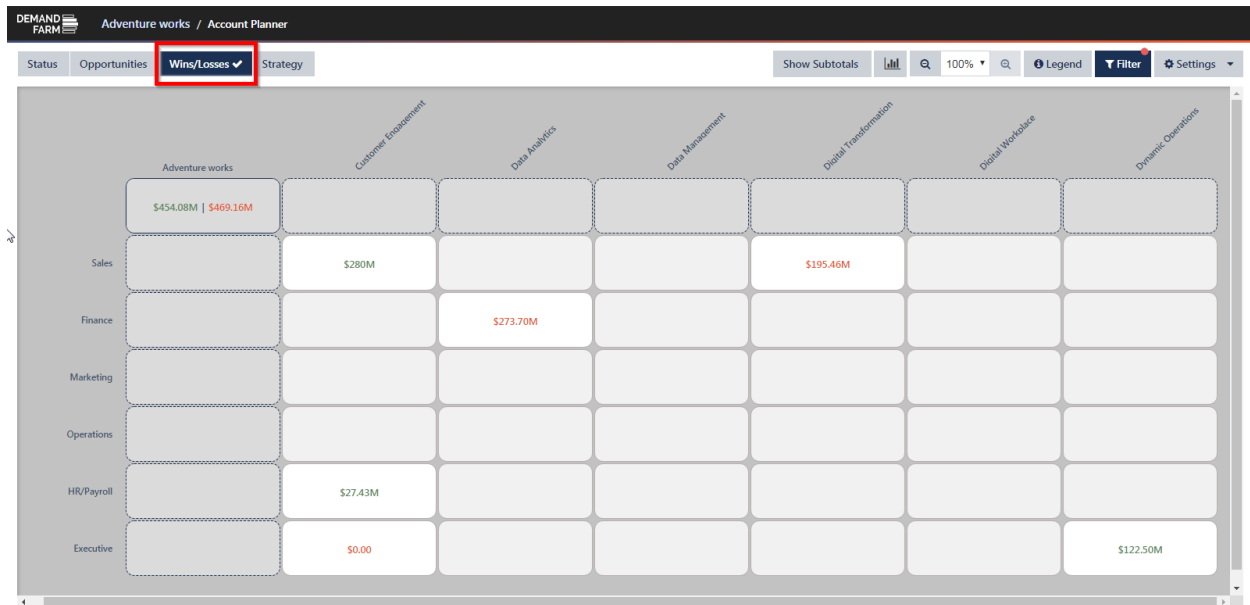 DEMAND
FARM
Adventure works / Account Planner
Status Opportunities Wins/Losses Strategy Show Subtotals 100% Legend Filter Settings
Adventure works Customer Engagement Data Analytics Data Management Digital Transformation Digital Workplace Dynamic Operations
$454.08M | $469.16M
Sales $280M $195.46M
Finance $273.70M
Marketing
Operations
HR/Payroll $27.43M
Executive $0.00 $122.50M